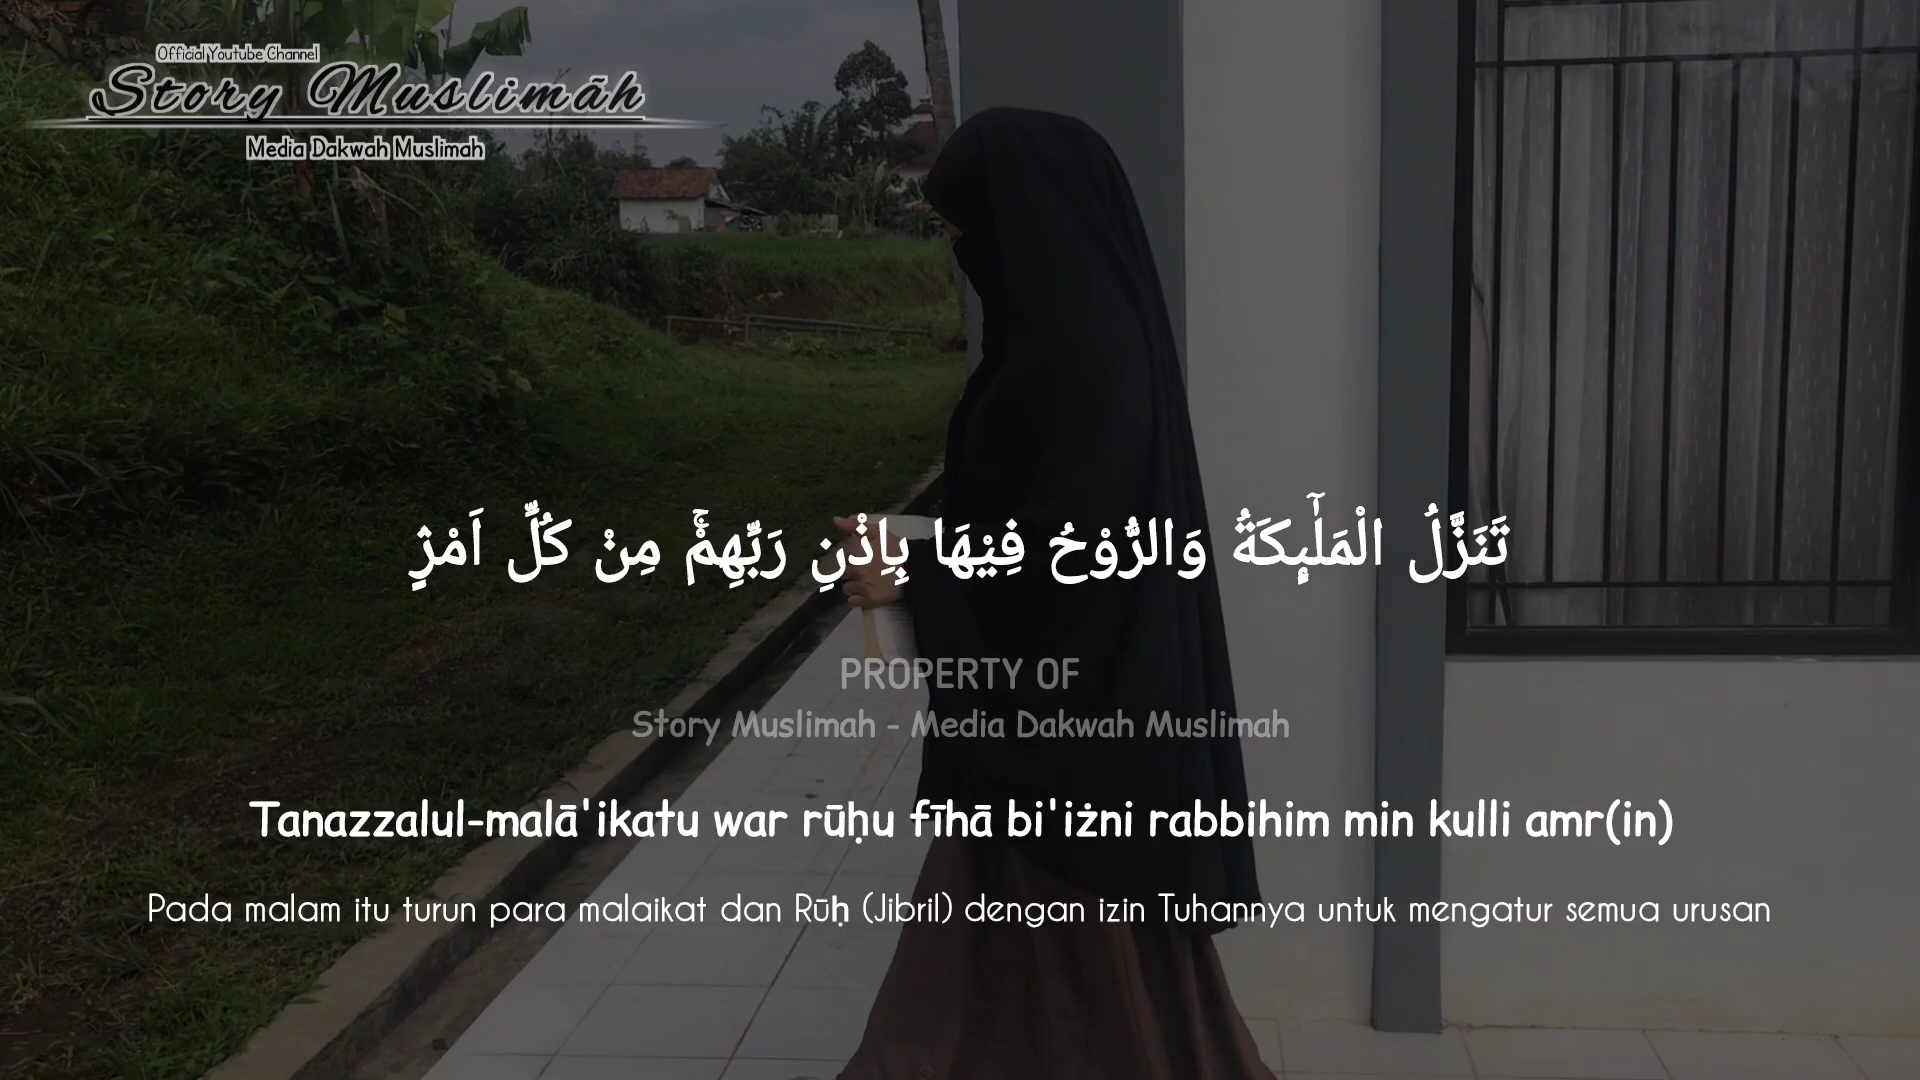 Official Youtube Channel
Story Muslimãh
Media Dakwah Muslimah
تَنَزَّلُ الْمَلٰۤىِٕكَةُ وَالرُّوْحُ فِيْهَا بِاِذْنِ رَبِّهِمْۚ مِنْ كُلِّ اَمْرٍۛ
PROPERTY OF
Story Muslimah - Media Dakwah Muslimah
Tanazzalul-malā'ikatu war rūḥu fīhā bi'iżni rabbihim min kulli amr(in)
Pada malam itu turun para malaikat dan Rūḥ (Jibril) dengan izin Tuhannya untuk mengatur semua urusan